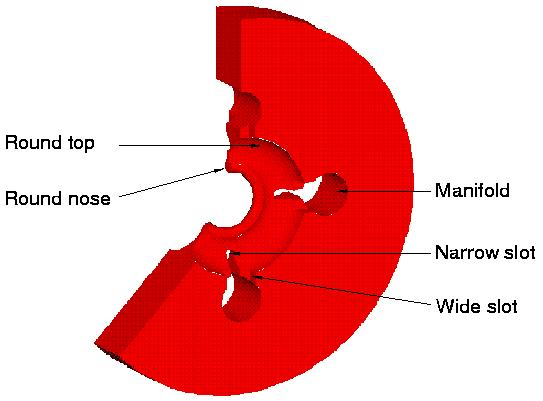 Round top
Round nose
Manifold
Narrow slot
Wide slot